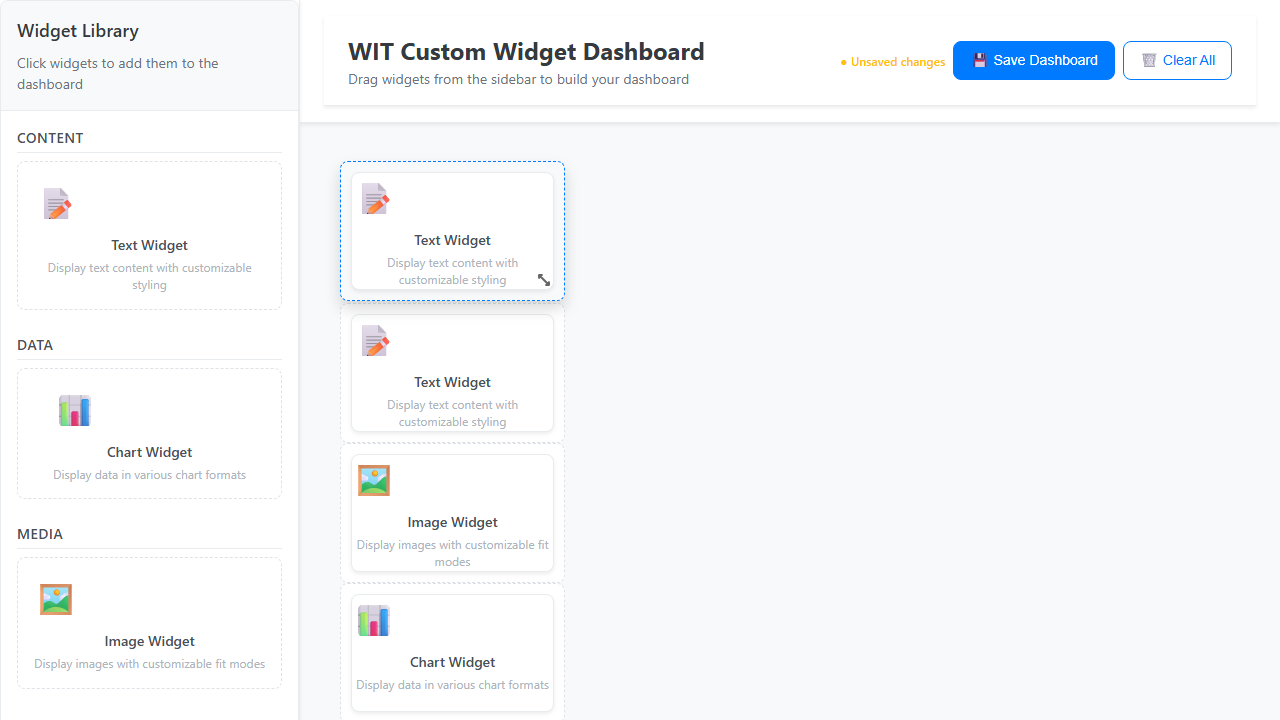 Widget Library
Click widgets to add them to the
dashboard
CONTENT
Text Widget
Display text content with customizable
styling
DATA
Chart Widget
Display data in various chart formats
MEDIA
Image Widget
Display images with customizable fit modes
WIT Custom Widget Dashboard
Drag widgets from the sidebar to build your dashboard
● Unsaved changes
💾 Save Dashboard
🗑️ Clear All
Text Widget
Display text content with
customizable styling
Text Widget
Display text content with
customizable styling
Image Widget
Display images with customizable fit
modes
Chart Widget
Display data in various chart formats